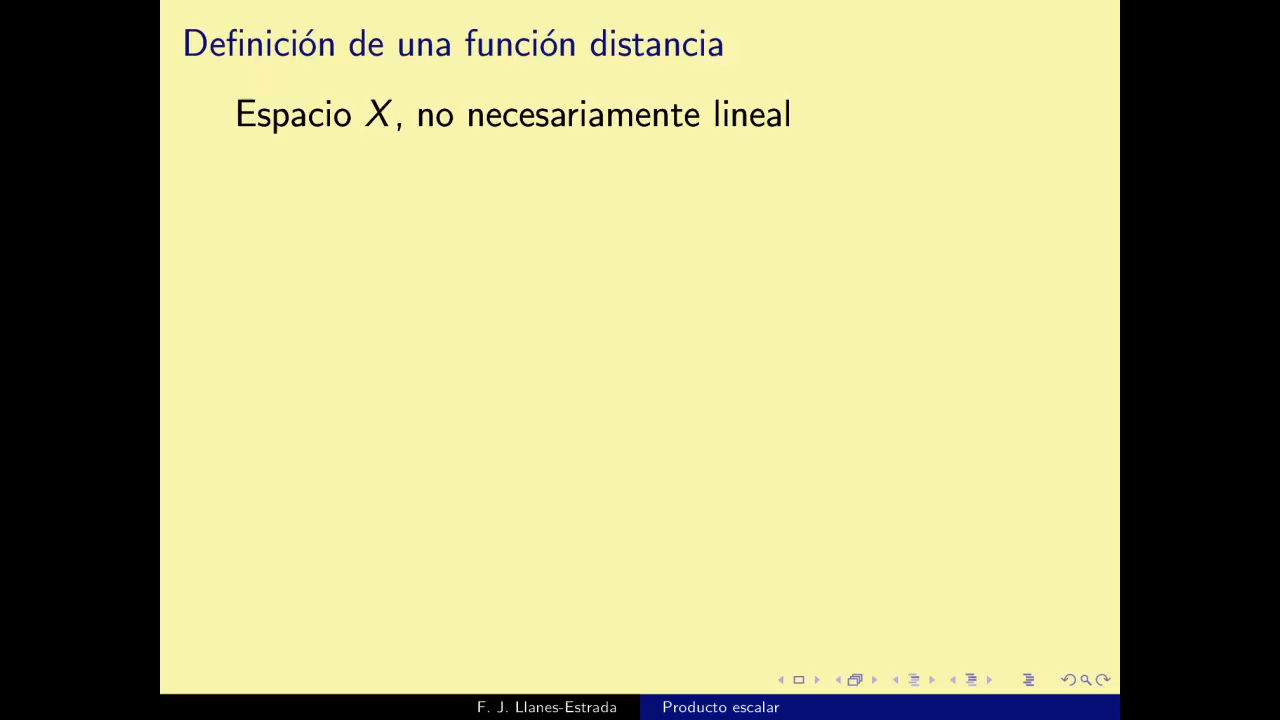 Definición de una función distancia
Espacio X, no necesariamente lineal
F. J. Llanes-Estrada
Producto escalar